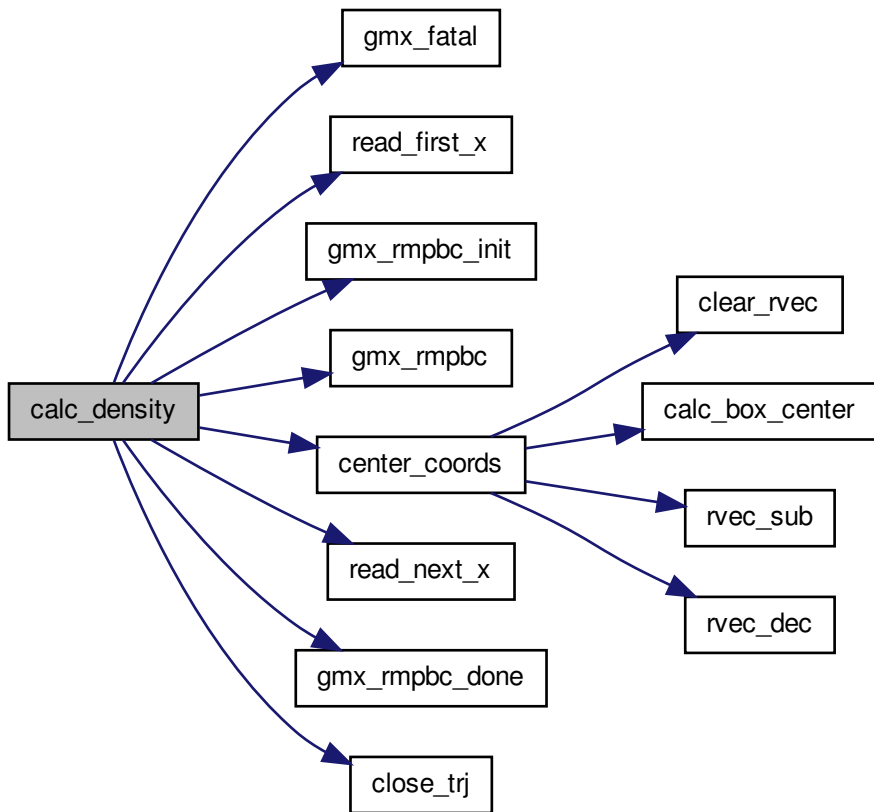 gmx_fatal
read_first_x
gmx_rmpbc_init
clear_rvec
gmx_rmpbc
calc_density
calc_box_center
center_coords
rvec_sub
read_next_x
rvec_dec
gmx_rmpbc_done
close_trj